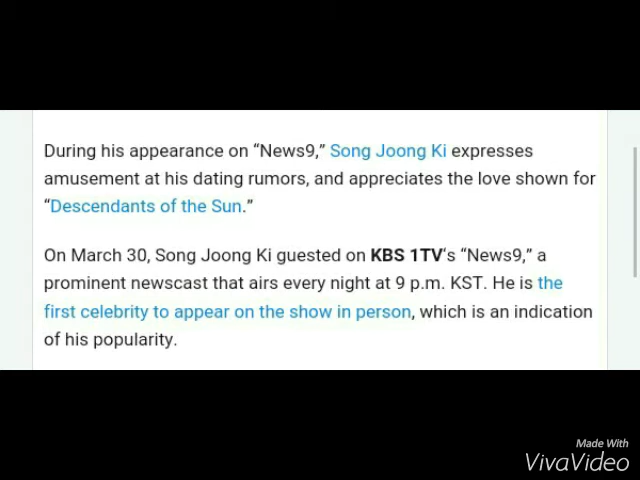 During his appearance on “News9,” Song Joong Ki expresses
amusement at his dating rumors, and appreciates the love shown for
“Descendants of the Sun.”
On March 30, Song Joong Ki guested on KBS 1TV‘s “News9,” a
prominent newscast that airs every night at 9 p.m. KST. He is the
first celebrity to appear on the show in person, which is an indication
of his popularity.
Made With
VivaVideo